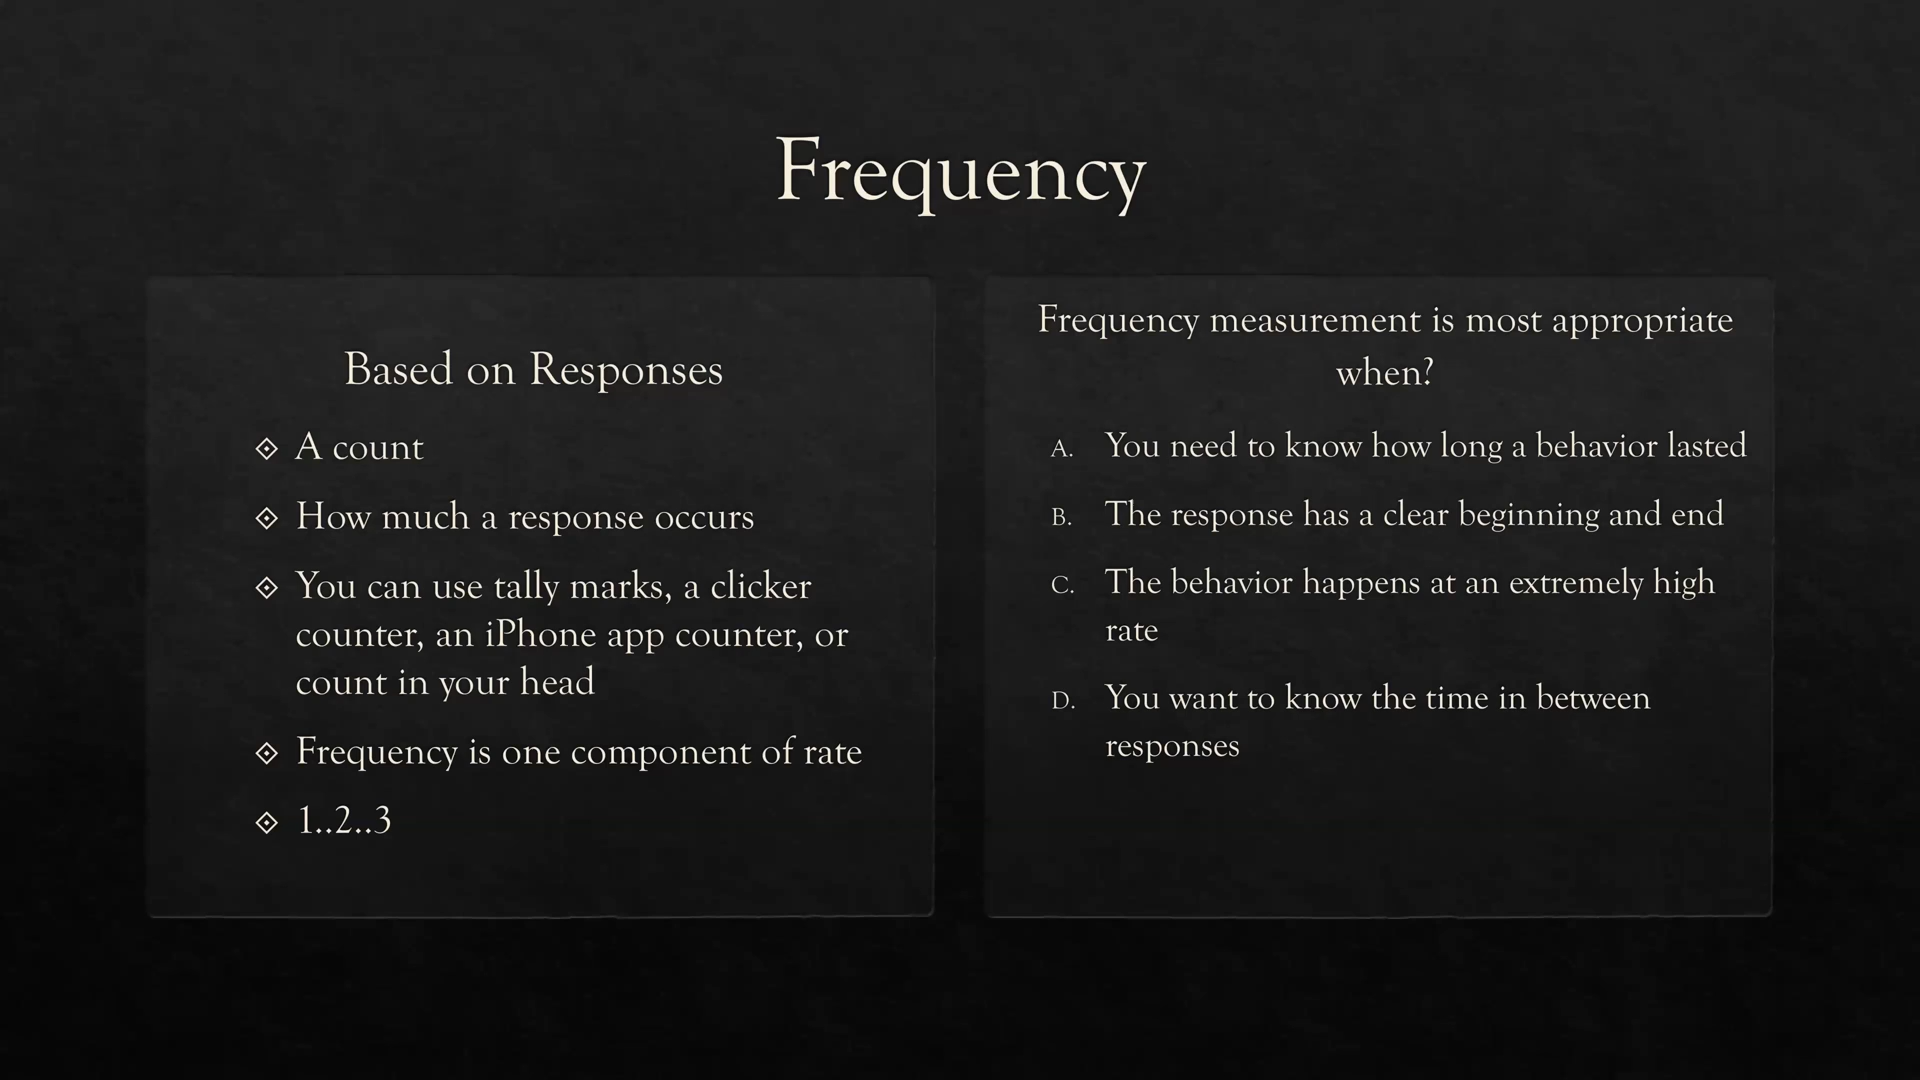 Frequency
Based on Responses
A count
How much a response occurs
You can use tally marks, a clicker
counter, an iPhone app counter, or
count in your head
Frequency is one component of rate
1..2..3
Frequency measurement is most appropriate
when?
A. You need to know how long a behavior lasted
B. The response has a clear beginning and end
C. The behavior happens at an extremely high
rate
D. You want to know the time in between
responses